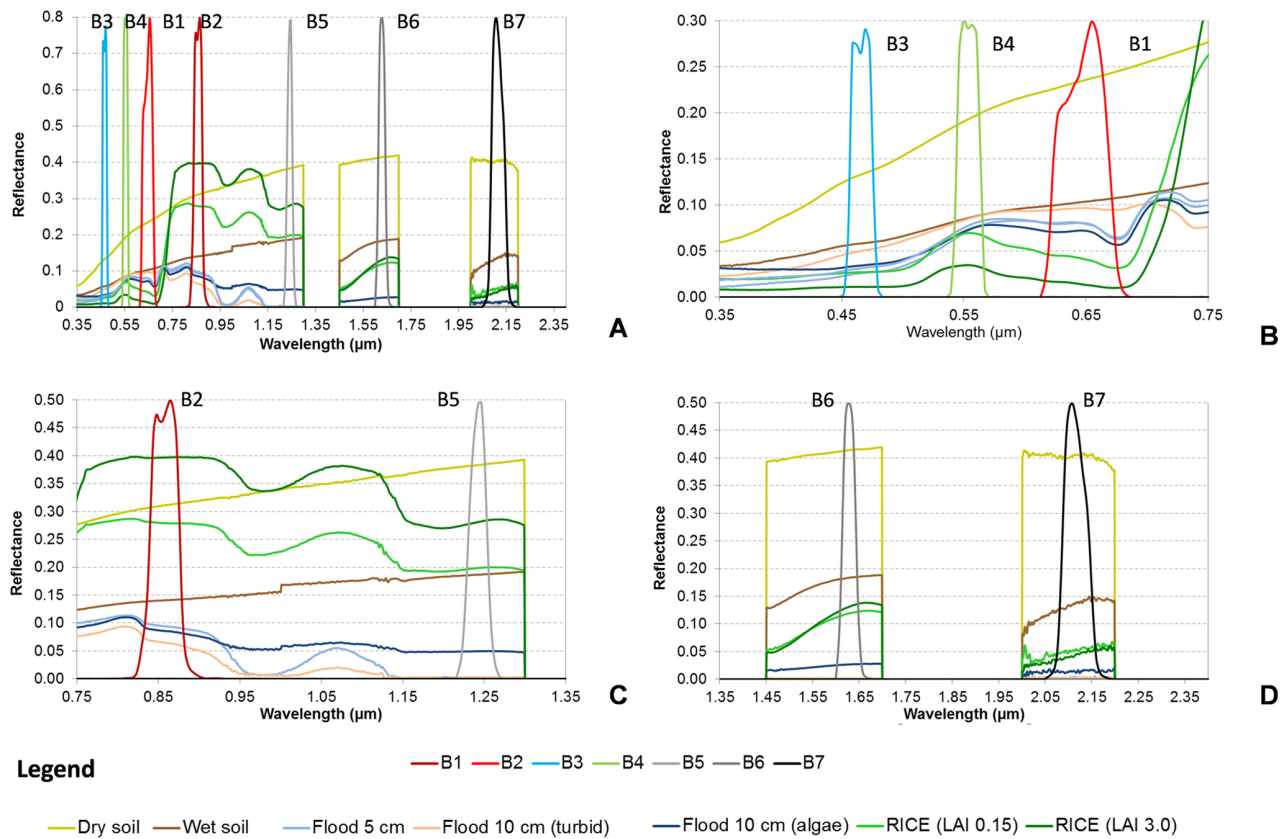 B3 B4 B1 B2 B5 B6 B7
0.8
0.7
0.6
0.5
0.4
0.3
0.2
0.1
0
Reflectance
0.35 0.55 0.75 0.95 1.15 1.35 1.55 1.75 1.95 2.15 2.35
Wavelength (µm)
A
B3 B4 B1
0.30
0.25
0.20
0.15
0.10
0.05
0.00
Reflectance
0.35 0.45 0.55 0.65 0.75
Wavelength (µm)
B
B2 B5
0.50
0.45
0.40
0.35
0.30
0.25
0.20
0.15
0.10
0.05
0.00
Reflectance
0.75 0.85 0.95 1.05 1.15 1.25 1.35
Wavelength (µm)
C
B6 B7
0.50
0.45
0.40
0.35
0.30
0.25
0.20
0.15
0.10
0.05
0.00
Reflectance
1.35 1.45 1.55 1.65 1.75 1.85 1.95 2.05 2.15 2.25 2.35
Wavelength (µm)
D
Legend
B1 B2 B3 B4 B5 B6 B7
Dry soil Wet soil Flood 5 cm Flood 10 cm (turbid) Flood 10 cm (algae) RICE (LAI 0.15) RICE (LAI 3.0)